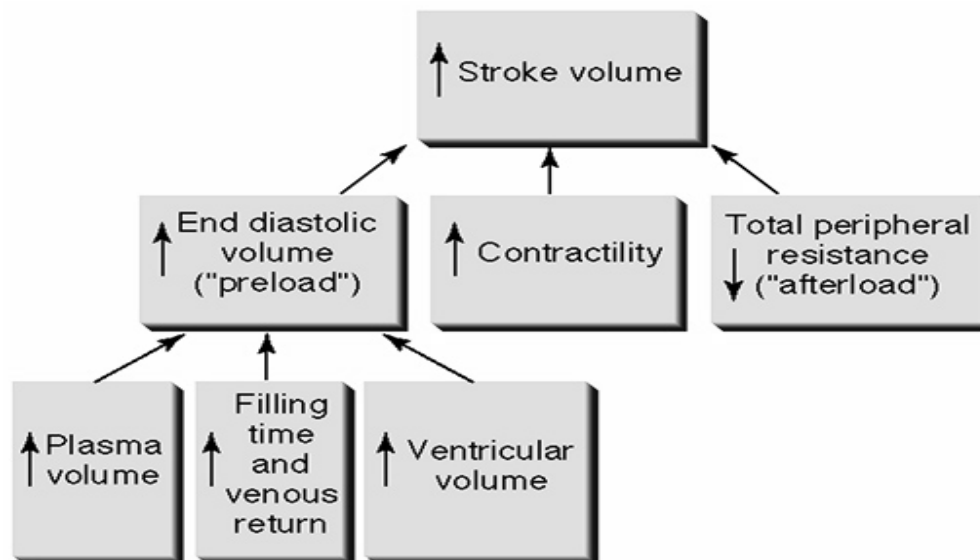 Stroke volume
End diastolic
volume
("preload")
Contractility
Total peripheral
resistance
("afterload")
Plasma
volume
Filling
time
and
venous
return
Ventricular
volume